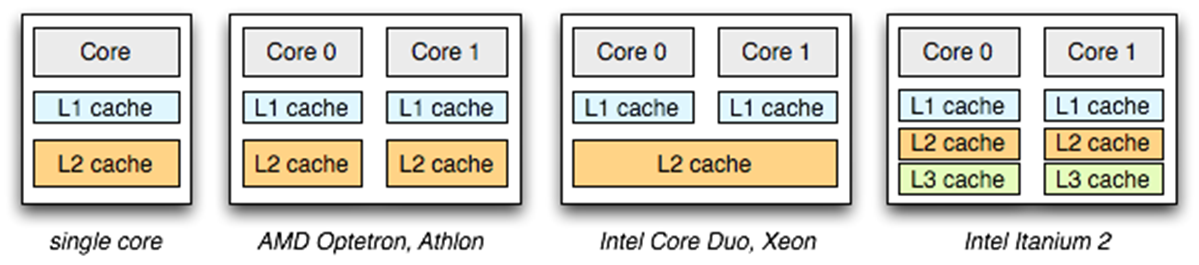 Core
L1 cache
L2 cache
single core
Core 0 Core 1
L1 cache L1 cache
L2 cache L2 cache
AMD Optetron, Athlon
Core 0 Core 1
L1 cache L1 cache
L2 cache
Intel Core Duo, Xeon
Core 0 Core 1
L1 cache L1 cache
L2 cache L2 cache
L3 cache L3 cache
Intel Itanium 2